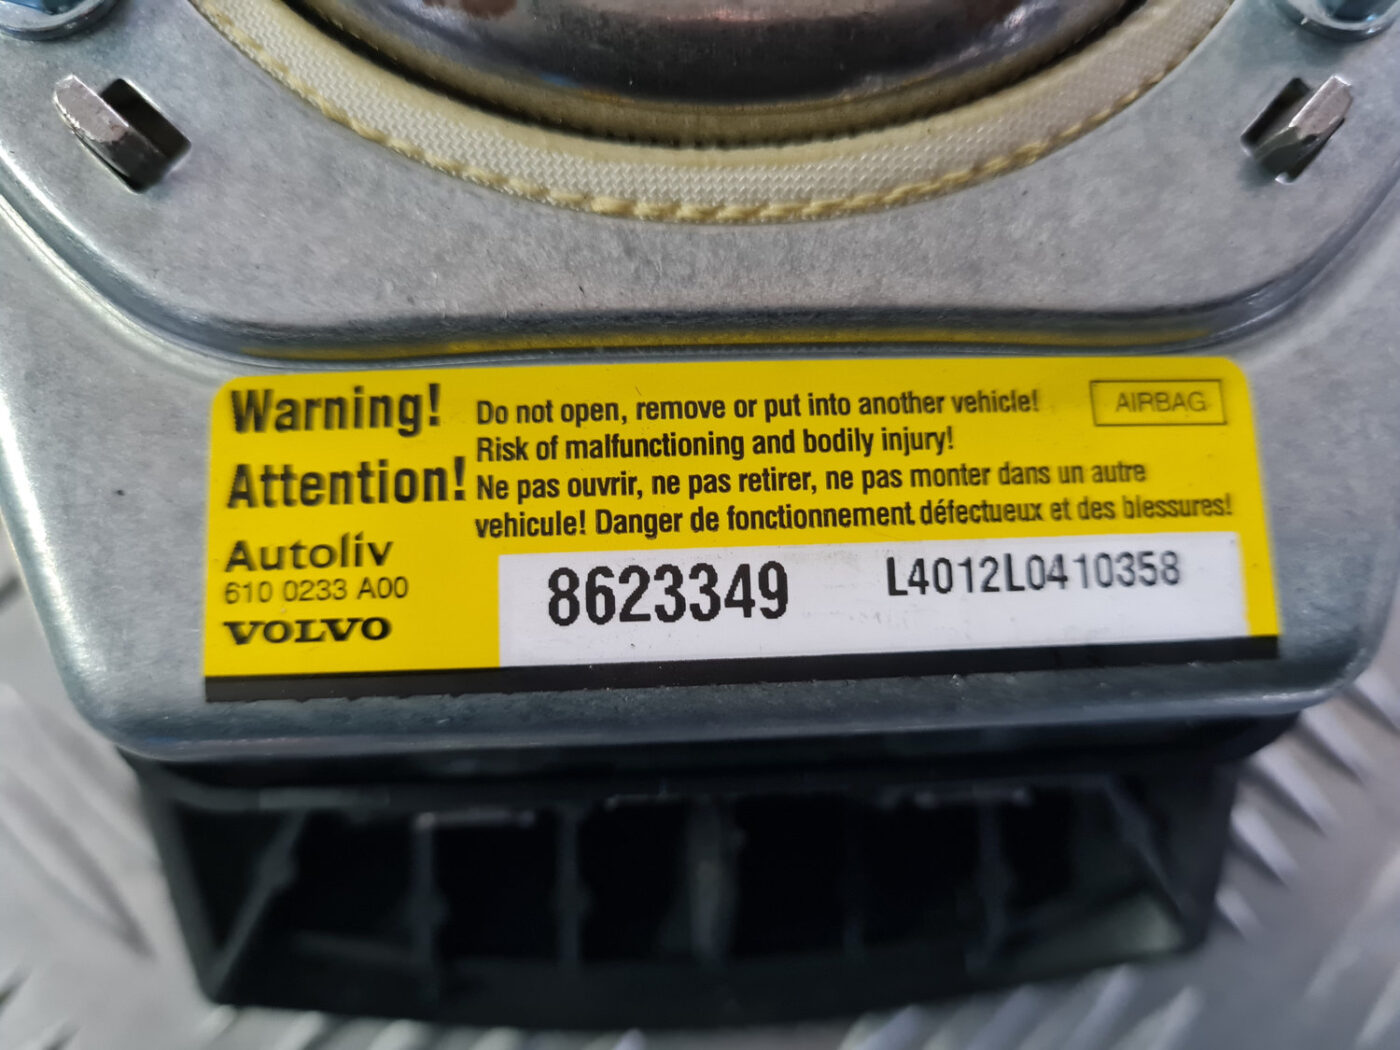 Warning!
Do not open, remove or put into another vehicle!
AIRBAG
Risk of malfunctioning and bodily injury!
Attention!
Ne pas ouvrir, ne pas retirer, ne pas monter dans un autre
vehicule! Danger de fonctionnement défectueux et des blessures!
Autoliv
610 0233 A00
VOLVO
8623349
L4012L0410358